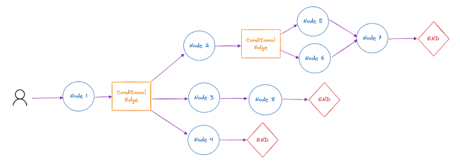 Node 1
Conditional
Edge
Node 2
Conditional
Edge
Node 5
Node 6
Node 7
END
Node 3
Node 8
END
Node 4
END